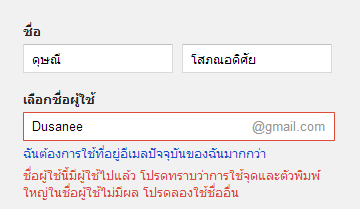 ชื่อ
ดุษณี โสภณอดิศัย
เลือกชื่อผู้ใช้
Dusanee @gmail.com
ฉันต้องการใช้ที่อยู่อีเมลปัจจุบันของฉันมากกว่า
ชื่อผู้ใช้นี้มีผู้ใช้ไปแล้ว โปรดทราบว่าการใช้จุดและตัวพิมพ์
ใหญ่ในชื่อผู้ใช้ไม่มีผล โปรดลองใช้ชื่ออื่น